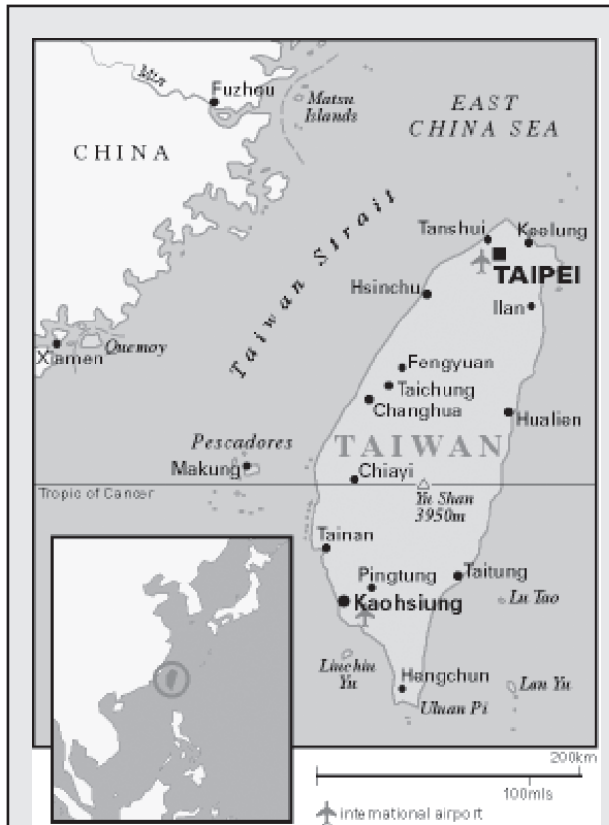 Min
Fuzhou
Matsu
Islands
EAST
CHINA SEA
CHINA
Taiwan Strait
Tanshui
Keelung
TAIPEI
Hsinchu
Ilan
Xiamen
Quemoy
Fengyuan
Taichung
Changhua
Hualien
Pescadores
TAIWAN
Makung
Chiayi
Tropic of Cancer
Yu Shan
3950m
Tainan
Pingtung
Taitung
Kaohsiung
Lu Tao
Linchiu
Yu
Hengchun
Lan Yu
Uluan Pi
200km
100mls
international airport